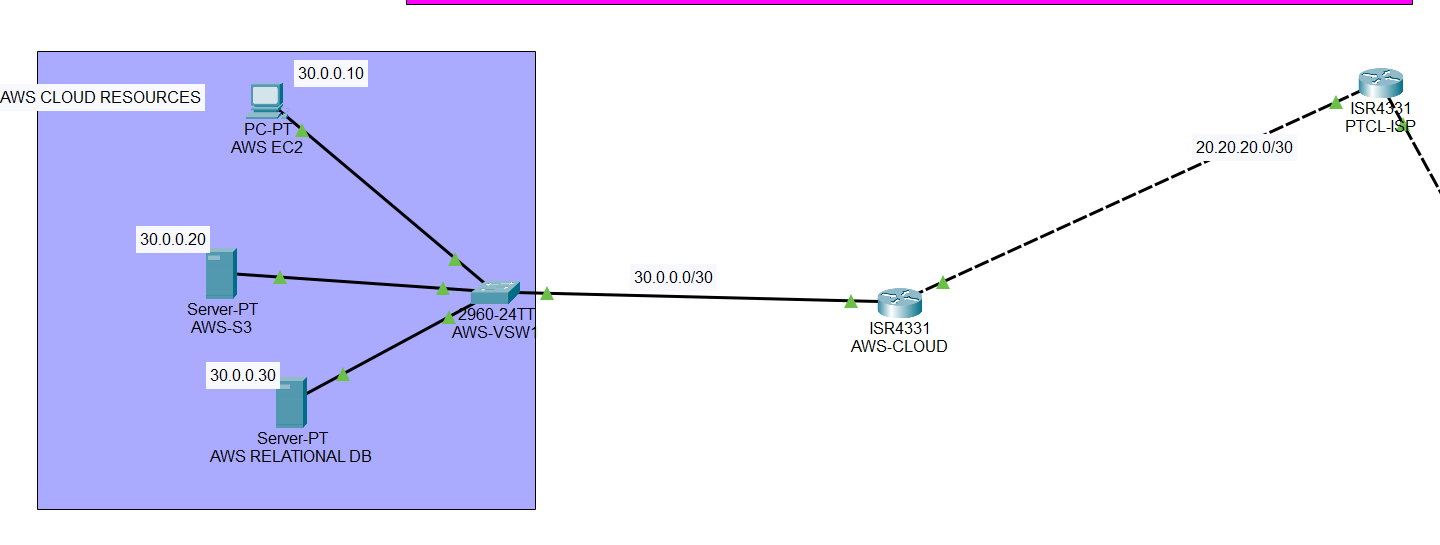 30.0.0.10
AWS CLOUD RESOURCES
PC-PT
AWS EC2
30.0.0.20
Server-PT
AWS-S3
30.0.0.30
Server-PT
AWS RELATIONAL DB
2960-24TT
AWS-VSW1
30.0.0.0/30
ISR4331
AWS-CLOUD
20.20.20.0/30
ISR4331
PTCL-ISP